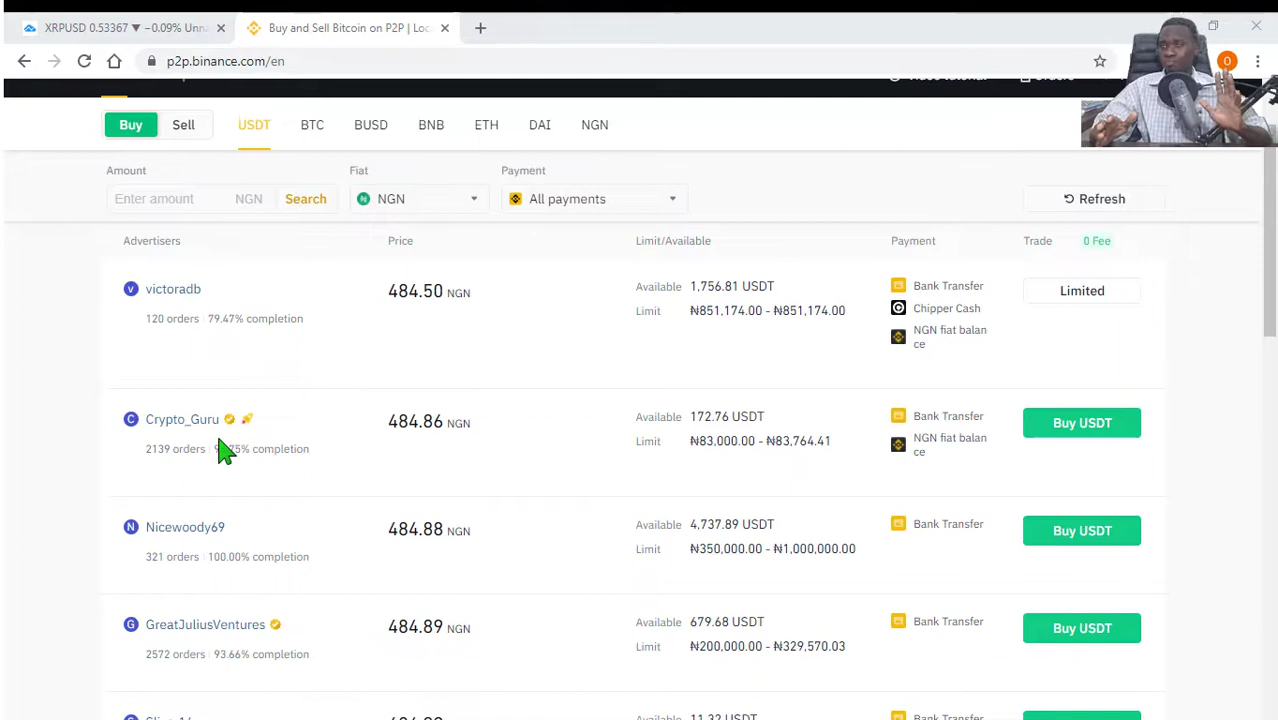 XRPUSD 0.53367 ▼ −0.09% Unna
Buy and Sell Bitcoin on P2P | Loc
p2p.binance.com/en
O
Buy
Sell
USDT
BTC
BUSD
BNB
ETH
DAI
NGN
Amount
Fiat
Payment
Enter amount
NGN
Search
NGN
All payments
Refresh
Advertisers
Price
Limit/Available
Payment
Trade
0 Fee
v
victoradb
120 orders
79.47% completion
484.50 NGN
Available 1,756.81 USDT
Limit ₦851,174.00 - ₦851,174.00
Bank Transfer
Chipper Cash
NGN fiat balan
ce
Limited
C
Crypto_Guru
2139 orders
completion
484.86 NGN
Available 172.76 USDT
Limit ₦83,000.00 - ₦83,764.41
Bank Transfer
NGN fiat balan
ce
Buy USDT
N
Nicewoody69
321 orders
100.00% completion
484.88 NGN
Available 4,737.89 USDT
Limit ₦350,000.00 - ₦1,000,000.00
Bank Transfer
Buy USDT
G
GreatJuliusVentures
2572 orders
93.66% completion
484.89 NGN
Available 679.68 USDT
Limit ₦200,000.00 - ₦329,570.03
Bank Transfer
Buy USDT
Available 11.32 USDT
Bank Transfer